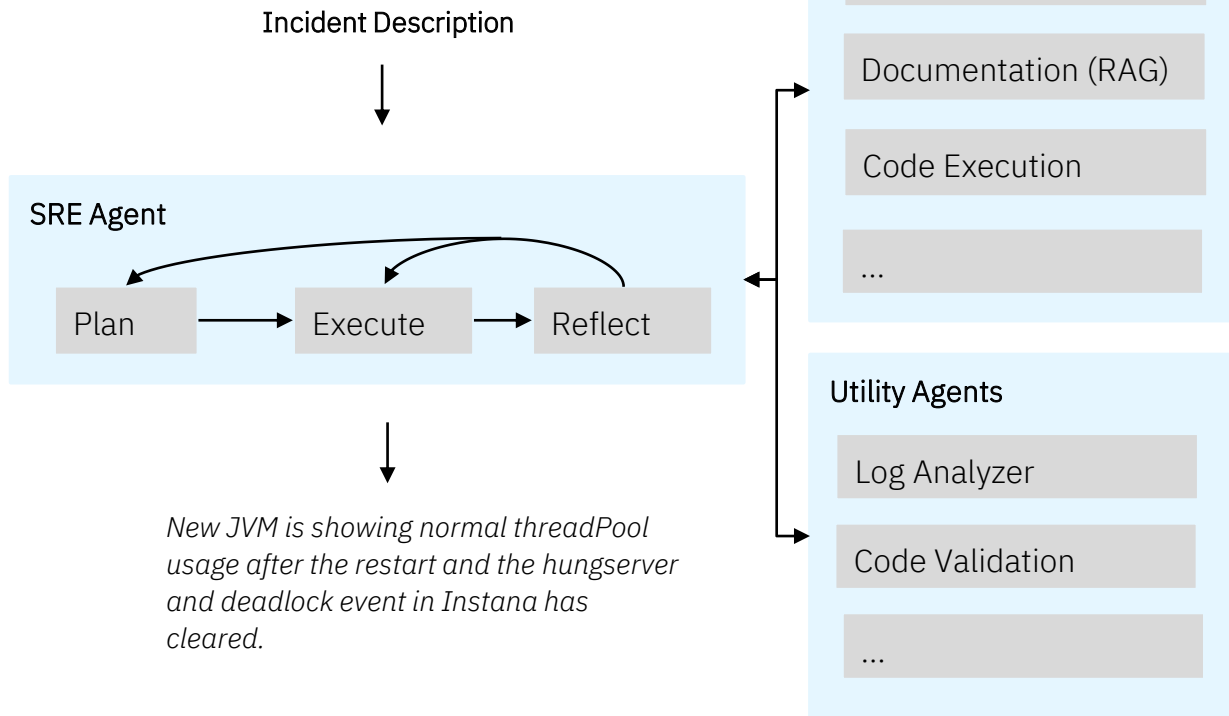 Incident Description
SRE Agent
Plan
Execute
Reflect
New JVM is showing normal threadPool
usage after the restart and the hungserver
and deadlock event in Instana has
cleared.
Documentation (RAG)
Code Execution
...
Utility Agents
Log Analyzer
Code Validation
...